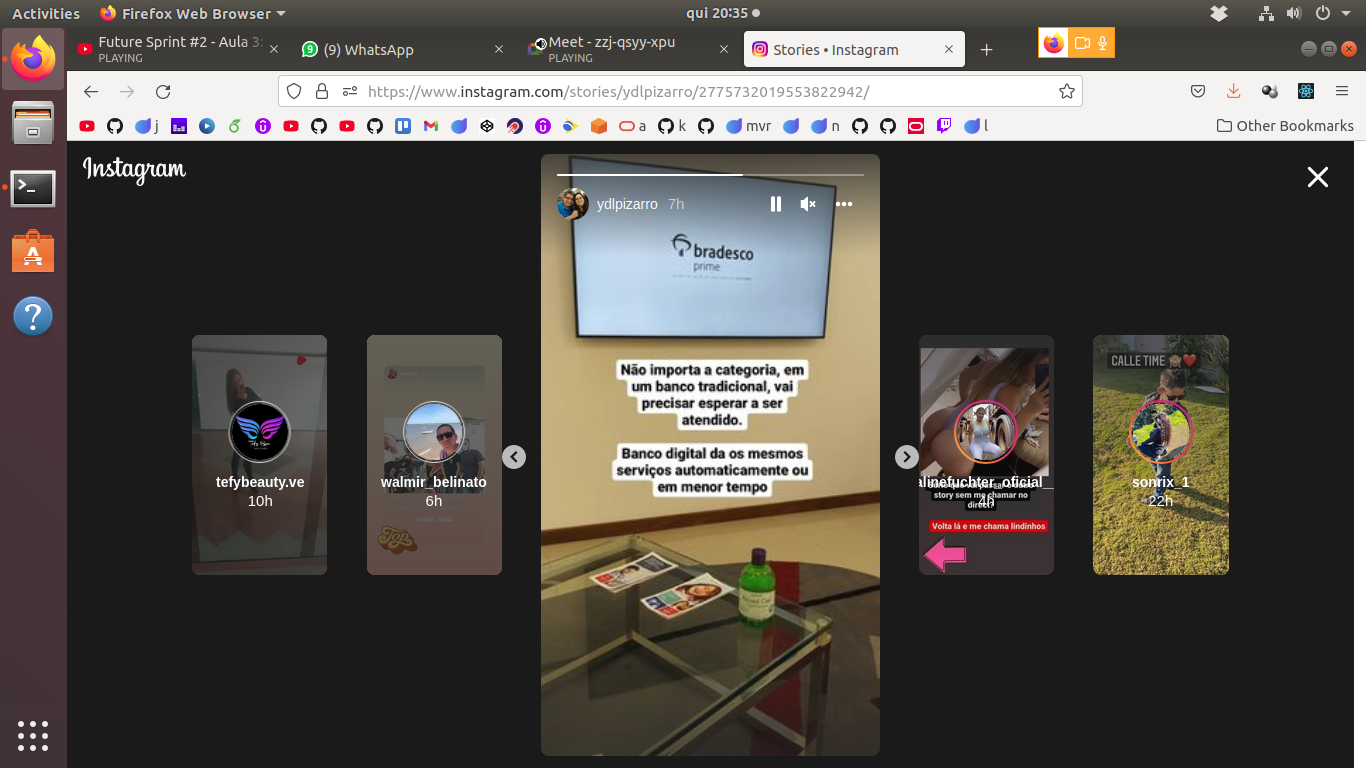 Activities
Firefox Web Browser
qui 20:35
Future Sprint #2 - Aula 3:
PLAYING
(9) WhatsApp
Meet - zzj-qsyy-xpu
PLAYING
Stories • Instagram
https://www.instagram.com/stories/ydlpizarro/2775732019553822942/
j
mvr
n
a
k
l
Other Bookmarks
Instagram
ydlpizarro 7h
bradesco
prime
Não importa a categoria, em
um banco tradicional, vai
precisar esperar a ser
atendido.
Banco digital da os mesmos
serviços automaticamente ou
em menor tempo
tefybeauty.ve
10h
walmir_belinato
6h
alinefuchter_oficial_
4h
story sem me chamar no
direct?
Volta lá e me chama lindinhos
CALLE TIME
sonrix_1
22h